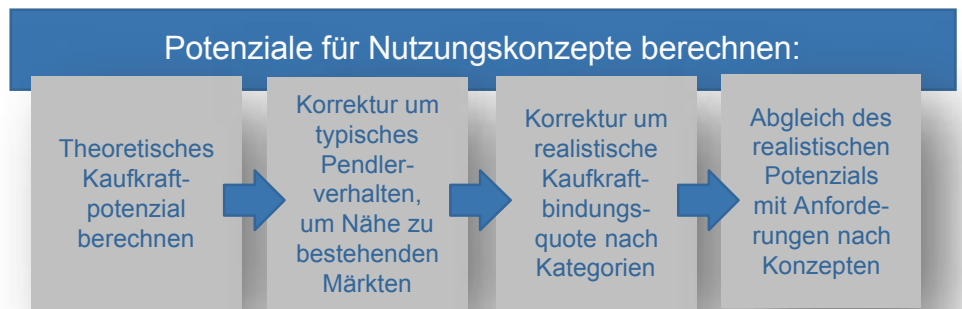 Potenziale für Nutzungskonzepte berechnen:
Theoretisches
Kaufkraft-
potenzial
berechnen
Korrektur um
typisches
Pendler-
verhalten,
um Nähe zu
bestehenden
Märkten
Korrektur um
realistische
Kaufkraft-
bindungs-
quote nach
Kategorien
Abgleich des
realistischen
Potenzials
mit Anforde-
rungen nach
Konzepten